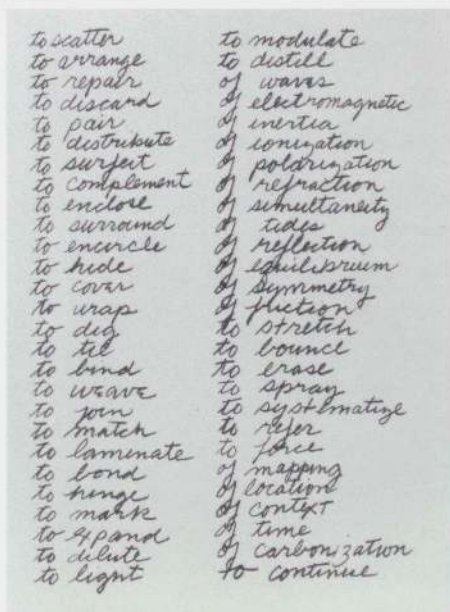 to scatter
to arrange
to repair
to discard
to pair
to distribute
to surfeit
to complement
to enclose
to surround
to encircle
to hide
to cover
to wrap
to dig
to tie
to bind
to weave
to join
to match
to laminate
to bond
to hinge
to mark
to expand
to dilute
to light
to modulate
to distill
of waves
of electromagnetic
of inertia
of ionization
of polarization
of refraction
of simultaneity
of tides
of reflection
of equilibrium
of symmetry
of friction
to stretch
to bounce
to erase
to spray
to systematize
to refer
to force
of mapping
of location
of context
of time
of carbonization
to continue